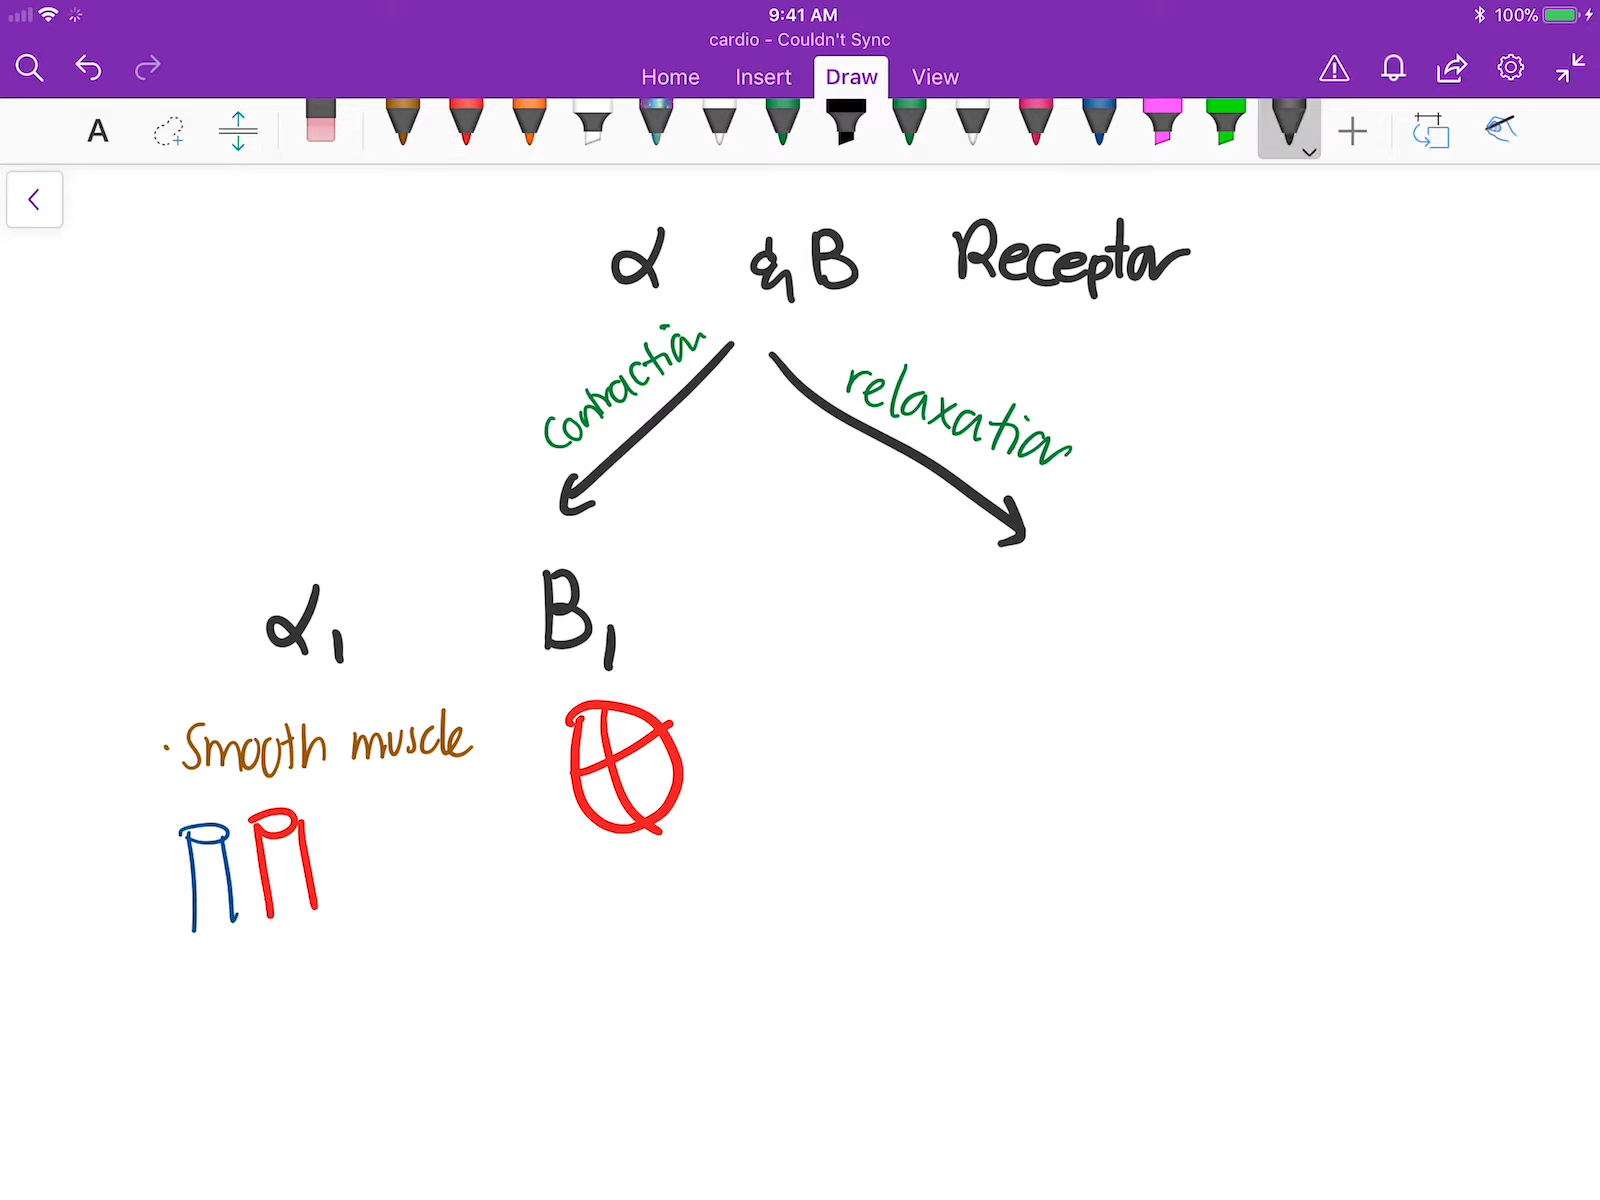 9:41 AM
100%
cardio - Couldn't Sync
Home Insert Draw View
A
α & B Receptor
contraction
relaxation
α1 B1
· Smooth muscle